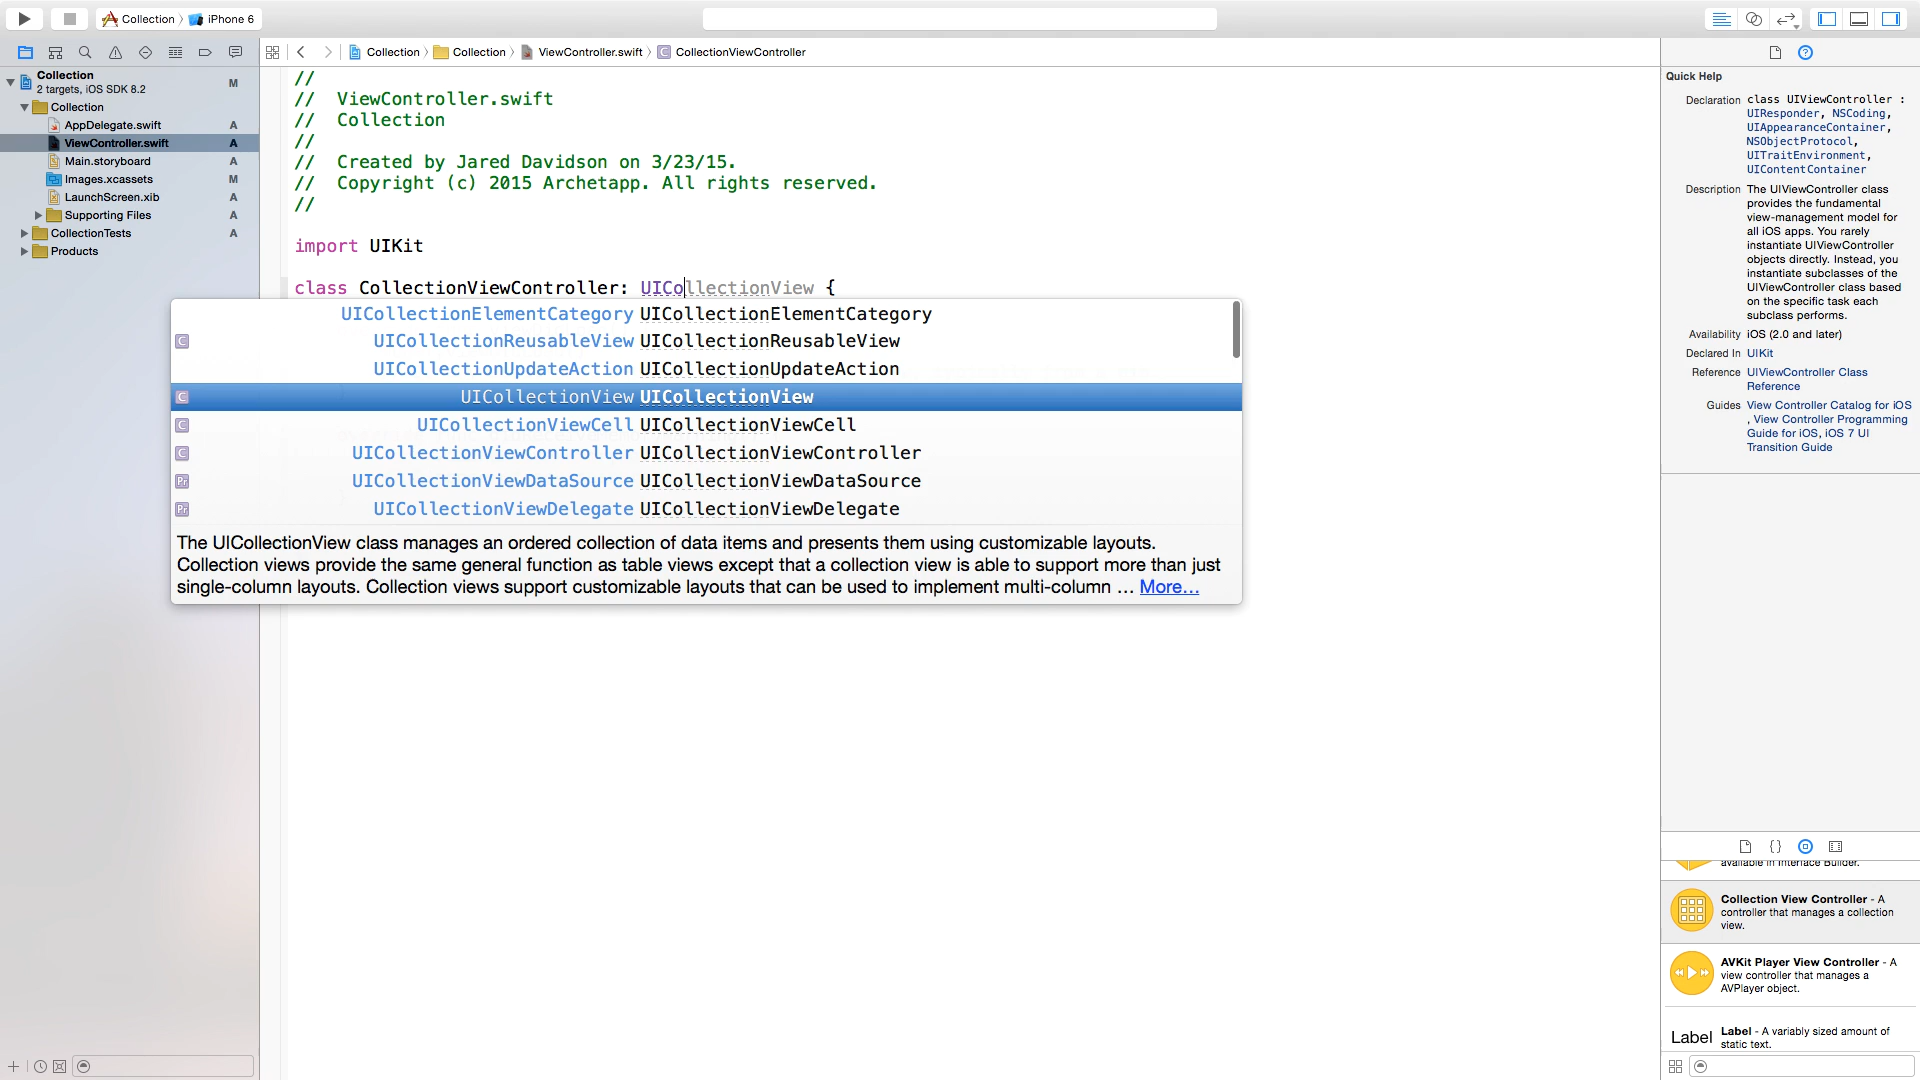 Collection › iPhone 6
Collection › Collection › ViewController.swift › CollectionViewController
Collection
2 targets, iOS SDK 8.2
M
Collection
AppDelegate.swift A
ViewController.swift A
Main.storyboard A
Images.xcassets M
LaunchScreen.xib A
Supporting Files A
CollectionTests A
Products
//
// ViewController.swift
// Collection
//
// Created by Jared Davidson on 3/23/15.
// Copyright (c) 2015 Archetapp. All rights reserved.
//
import UIKit
class CollectionViewController: UICollectionView {
UICollectionElementCategory UICollectionElementCategory
C UICollectionReusableView UICollectionReusableView
UICollectionUpdateAction UICollectionUpdateAction
C UICollectionView UICollectionView
C UICollectionViewCell UICollectionViewCell
C UICollectionViewController UICollectionViewController
Pr UICollectionViewDataSource UICollectionViewDataSource
Pr UICollectionViewDelegate UICollectionViewDelegate
The UICollectionView class manages an ordered collection of data items and presents them using customizable layouts.
Collection views provide the same general function as table views except that a collection view is able to support more than just
single-column layouts. Collection views support customizable layouts that can be used to implement multi-column ... More...
Quick Help
Declaration class UIViewController :
UIResponder, NSCoding,
UIAppearanceContainer,
NSObjectProtocol,
UITraitEnvironment,
UIContentContainer
Description The UIViewController class
provides the fundamental
view-management model for
all iOS apps. You rarely
instantiate UIViewController
objects directly. Instead, you
instantiate subclasses of the
UIViewController class based
on the specific task each
subclass performs.
Availability iOS (2.0 and later)
Declared In UIKit
Reference UIViewController Class
Reference
Guides View Controller Catalog for iOS
, View Controller Programming
Guide for iOS, iOS 7 UI
Transition Guide
{}
available in Interface Builder.
Collection View Controller - A
controller that manages a collection
view.
AVKit Player View Controller - A
view controller that manages a
AVPlayer object.
Label Label - A variably sized amount of
static text.